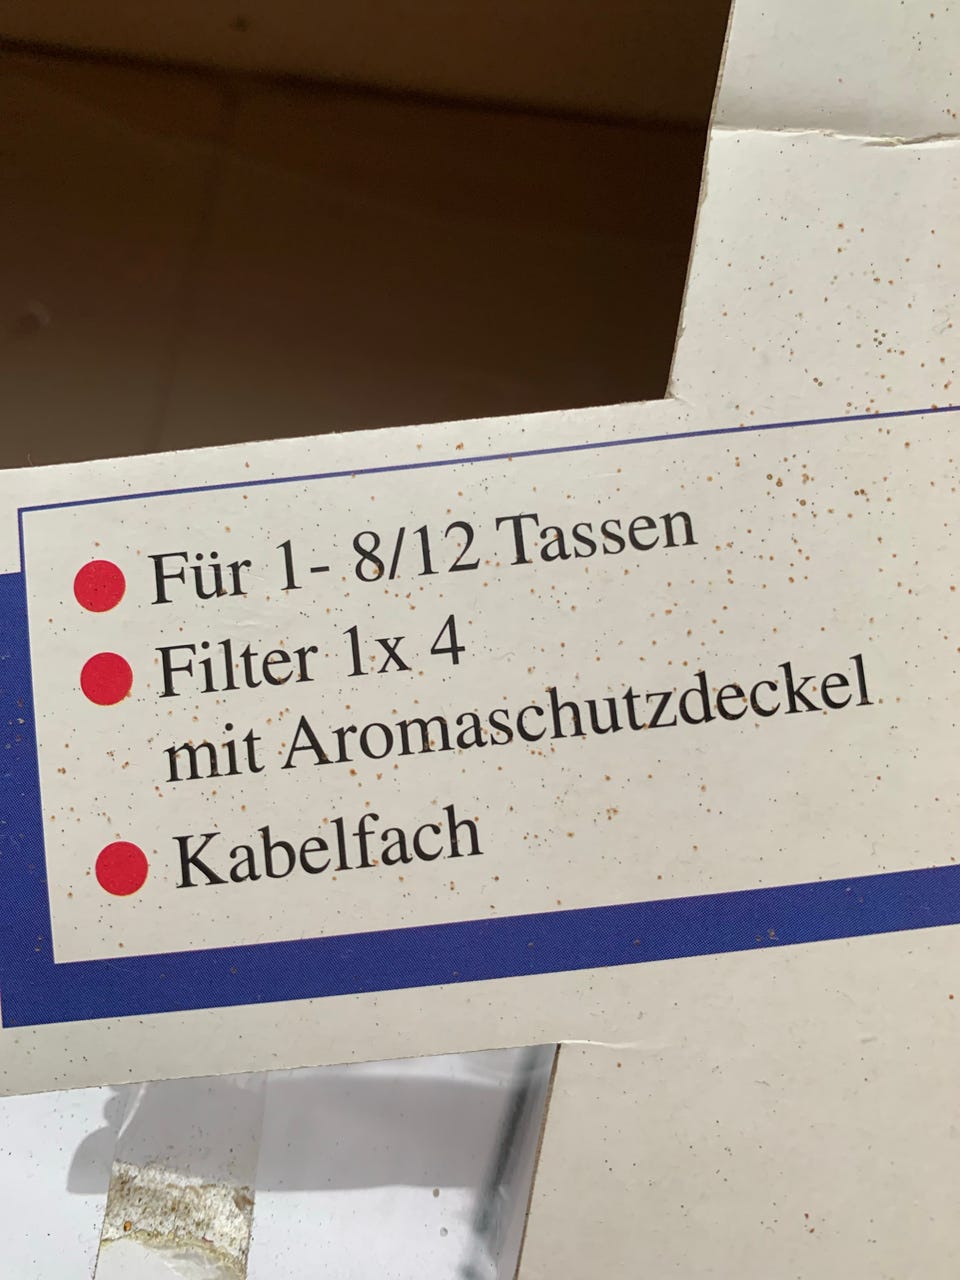 Für 1- 8/12 Tassen
Filter 1x 4
mit Aromaschutzdeckel
Kabelfach